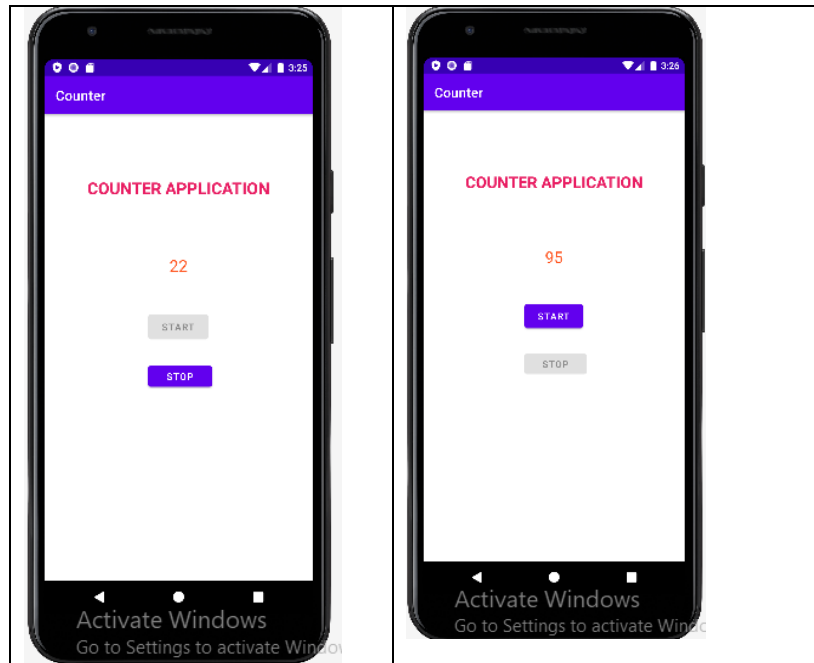 3:25
Counter
COUNTER APPLICATION
22
START
STOP
Activate Windows
Go to Settings to activate Window
3:26
Counter
COUNTER APPLICATION
95
START
STOP
Activate Windows
Go to Settings to activate Windo